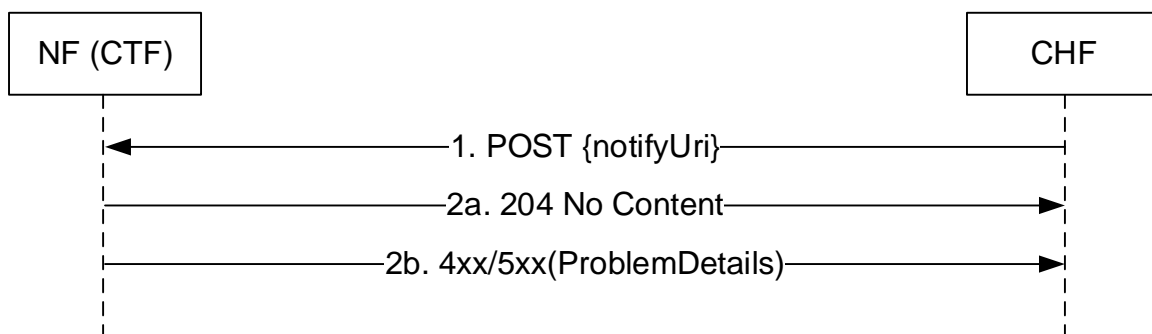 NF (CTF)
CHF
1. POST {notifyUri}
2a. 204 No Content
2b. 4xx/5xx(ProblemDetails)